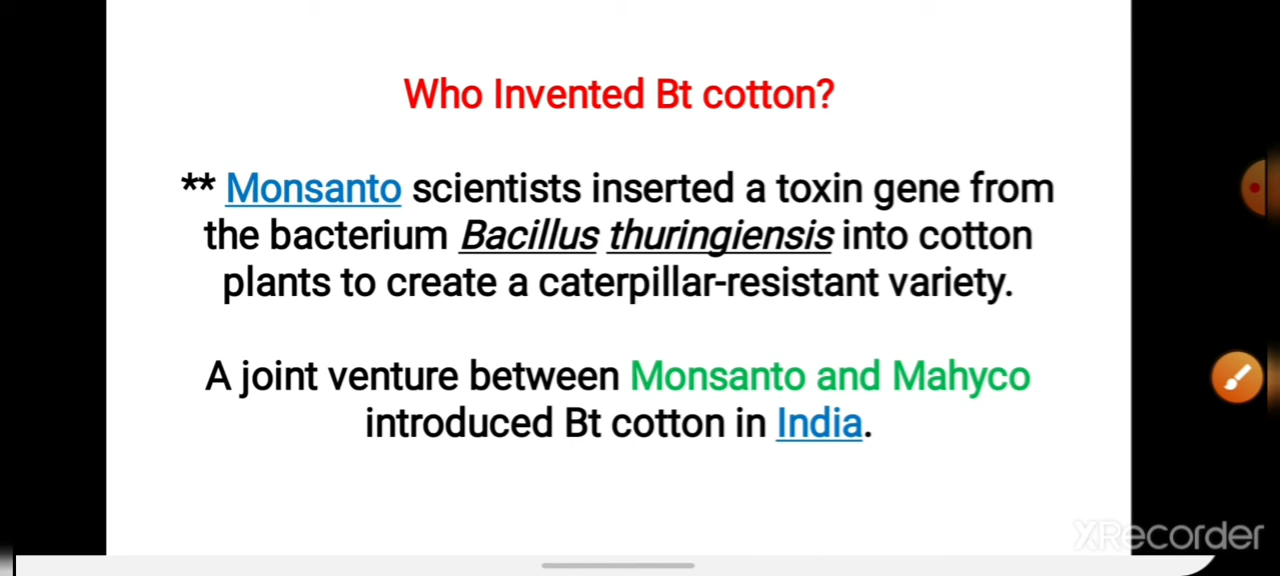 Who Invented Bt cotton?
** Monsanto scientists inserted a toxin gene from
the bacterium Bacillus thuringiensis into cotton
plants to create a caterpillar-resistant variety.
A joint venture between Monsanto and Mahyco
introduced Bt cotton in India.
XRecorder